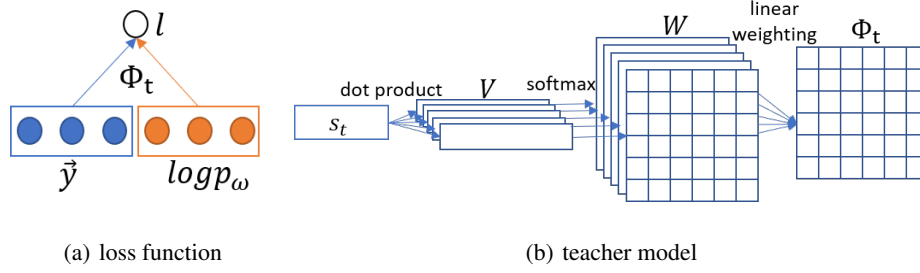 l
Φt
y⃗
logpω
(a) loss function
st
dot product
V
softmax
W
linear
weighting
Φt
(b) teacher model